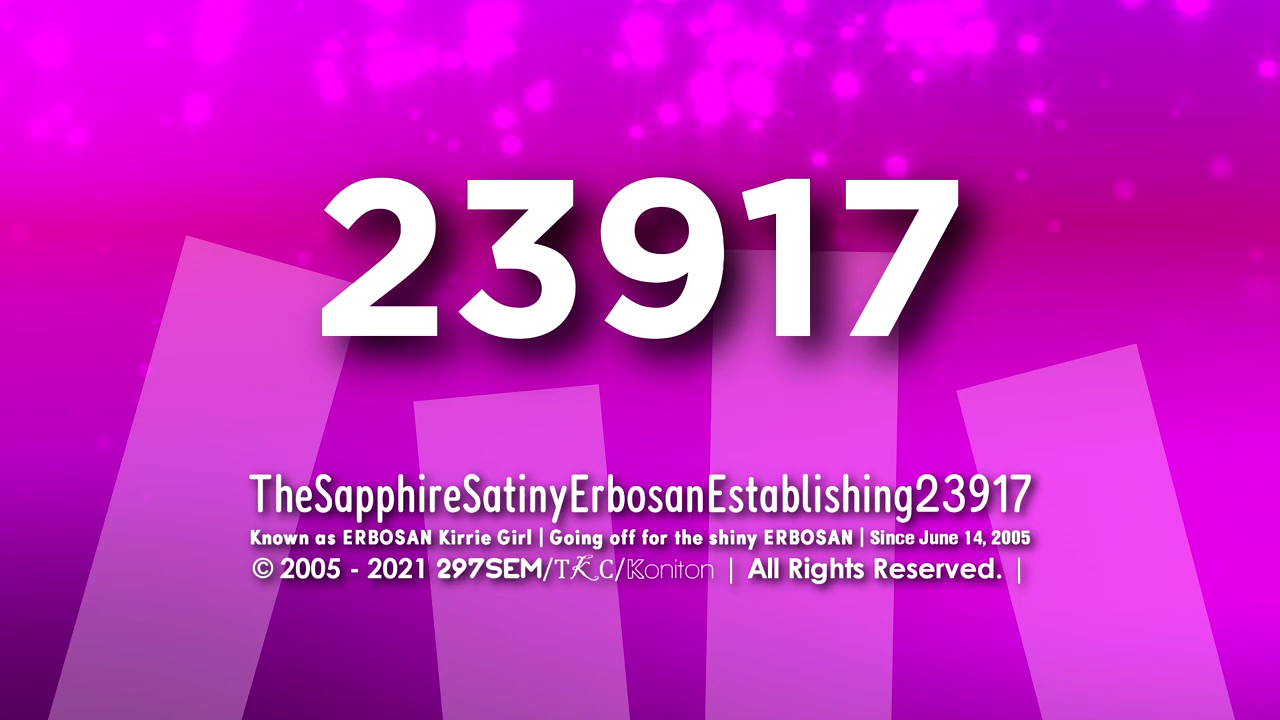 23917
TheSapphireSatinyErbosanEstablishing23917
Known as ERBOSAN Kirrie Girl | Going off for the shiny ERBOSAN | Since June 14, 2005
© 2005 - 2021 297SEM/TKC/Koniton | All Rights Reserved. |